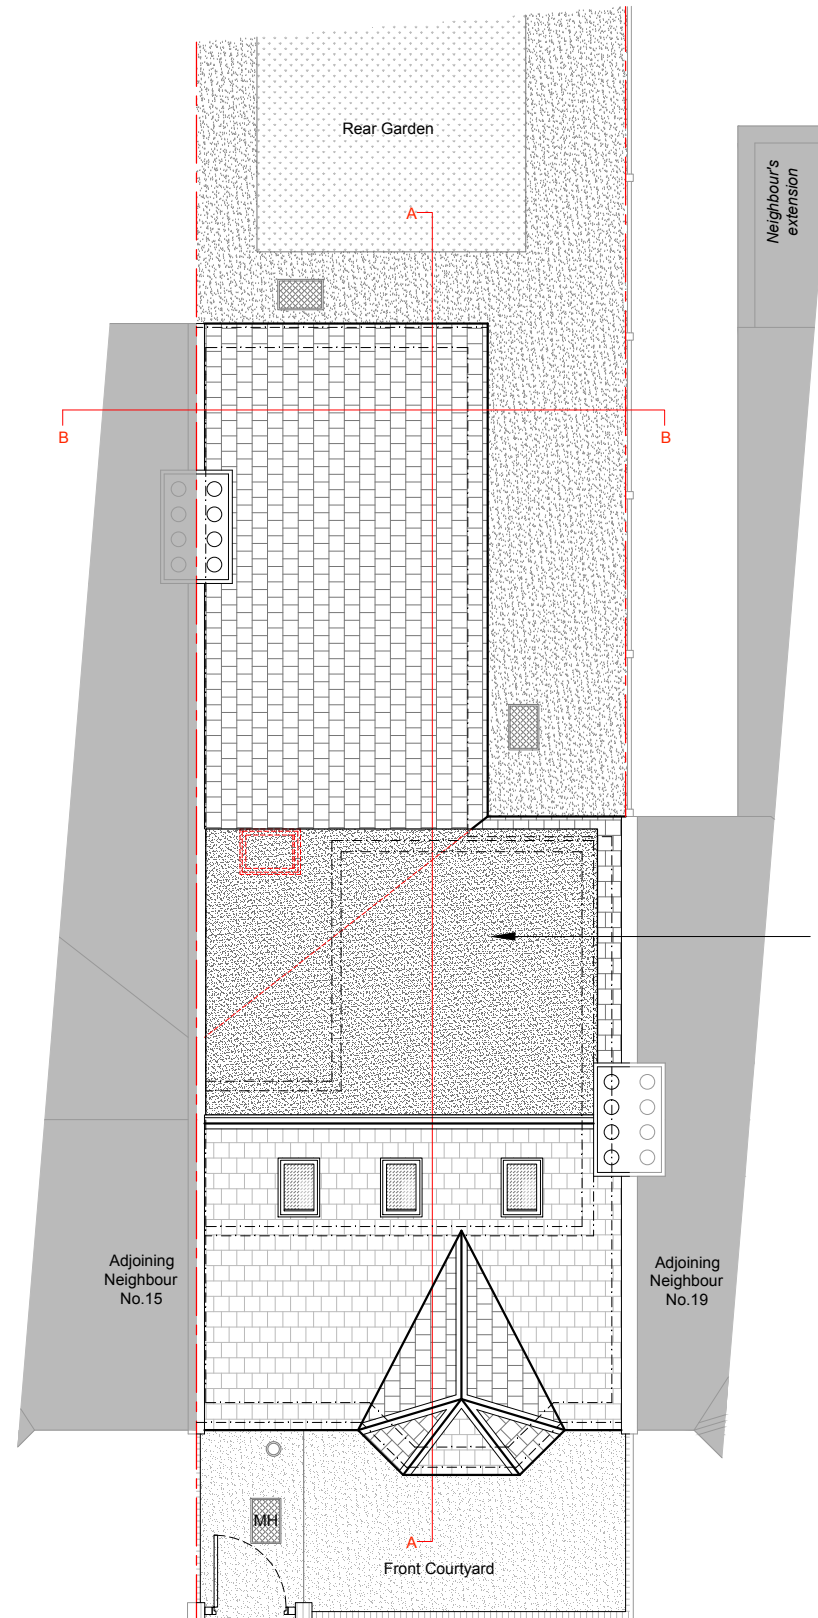 Rear Garden
Neighbour's
extension
A
B
B
Adjoining
Neighbour
No.15
Adjoining
Neighbour
No.19
MH
A
Front Courtyard